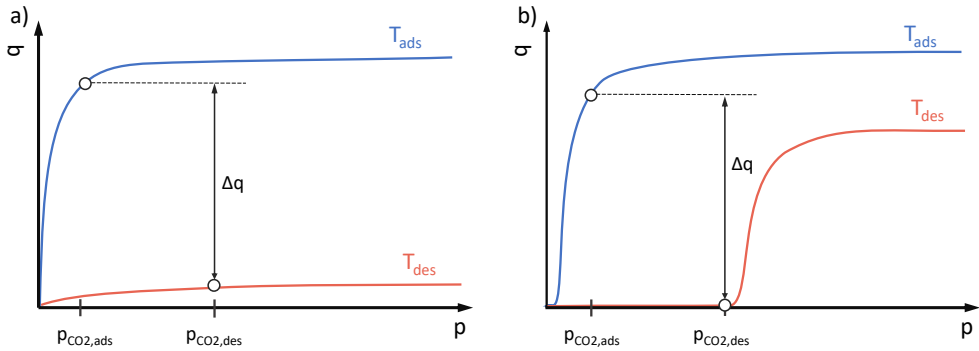 a)
q
T_ads
Δq
T_des
p_CO2,ads
p_CO2,des
p
b)
q
T_ads
T_des
Δq
p_CO2,ads
p_CO2,des
p